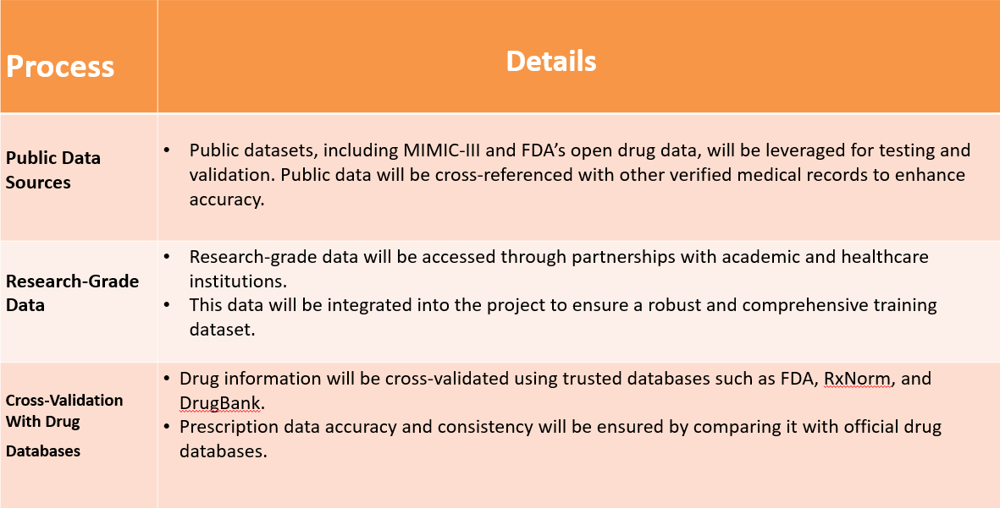 Process
Details
Public Data
Sources
• Public datasets, including MIMIC-III and FDA’s open drug data, will be leveraged for testing and
validation. Public data will be cross-referenced with other verified medical records to enhance
accuracy.
Research-Grade
Data
• Research-grade data will be accessed through partnerships with academic and healthcare
institutions.
• This data will be integrated into the project to ensure a robust and comprehensive training
dataset.
Cross-Validation
With Drug
Databases
• Drug information will be cross-validated using trusted databases such as FDA, RxNorm, and
DrugBank.
• Prescription data accuracy and consistency will be ensured by comparing it with official drug
databases.